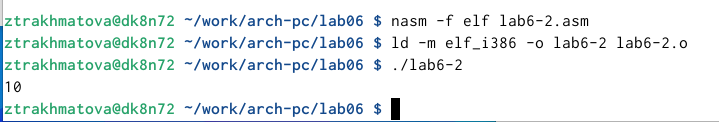 ztrakhmatova@dk8n72 ~/work/arch-pc/lab06 $ nasm -f elf lab6-2.asm
ztrakhmatova@dk8n72 ~/work/arch-pc/lab06 $ ld -m elf_i386 -o lab6-2 lab6-2.o
ztrakhmatova@dk8n72 ~/work/arch-pc/lab06 $ ./lab6-2
10
ztrakhmatova@dk8n72 ~/work/arch-pc/lab06 $